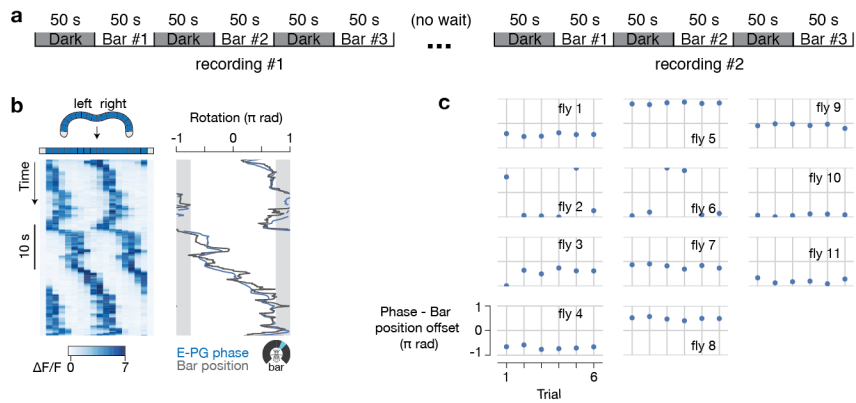 a
50 s 50 s 50 s 50 s 50 s 50 s (no wait) 50 s 50 s 50 s 50 s 50 s 50 s
Dark Bar #1 Dark Bar #2 Dark Bar #3 ... Dark Bar #1 Dark Bar #2 Dark Bar #3
recording #1 recording #2
b
left right
Rotation (π rad)
-1 0 1
Time
10 s
ΔF/F 0 7
E-PG phase
Bar position
bar
c
fly 1
fly 5
fly 9
fly 2
fly 6
fly 10
fly 3
fly 7
fly 11
fly 4
fly 8
Phase - Bar
position offset
(π rad)
1
0
-1
1 6
Trial